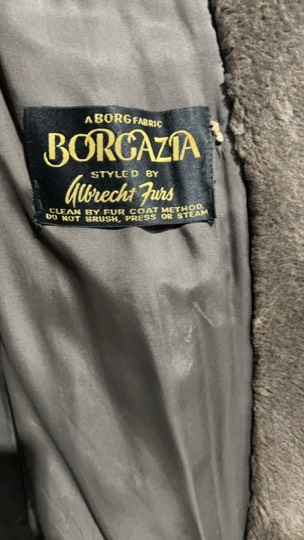 A BORG FABRIC
BORGAZIA
STYLED BY
Albrecht Furs
CLEAN BY FUR COAT METHOD,
DO NOT BRUSH, PRESS OR STEAM